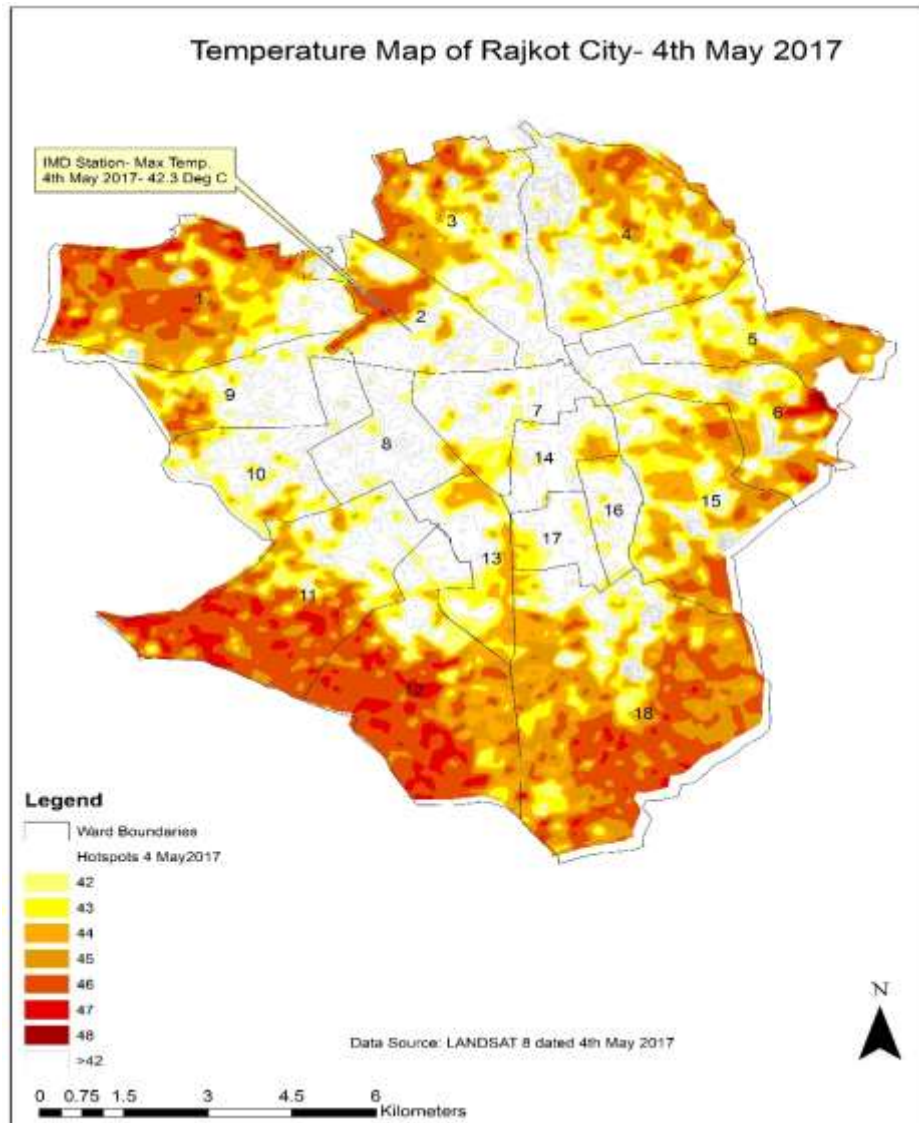 Temperature Map of Rajkot City- 4th May 2017
IMD Station- Max Temp.
4th May 2017- 42.3 Deg C
3
4
1
2
5
9
7
6
8
14
10
15
16
17
13
11
12
18
Legend
Ward Boundaries
Hotspots 4 May2017
42
43
44
45
46
47
48
>42
N
Data Source: LANDSAT 8 dated 4th May 2017
0 0.75 1.5 3 4.5 6
Kilometers